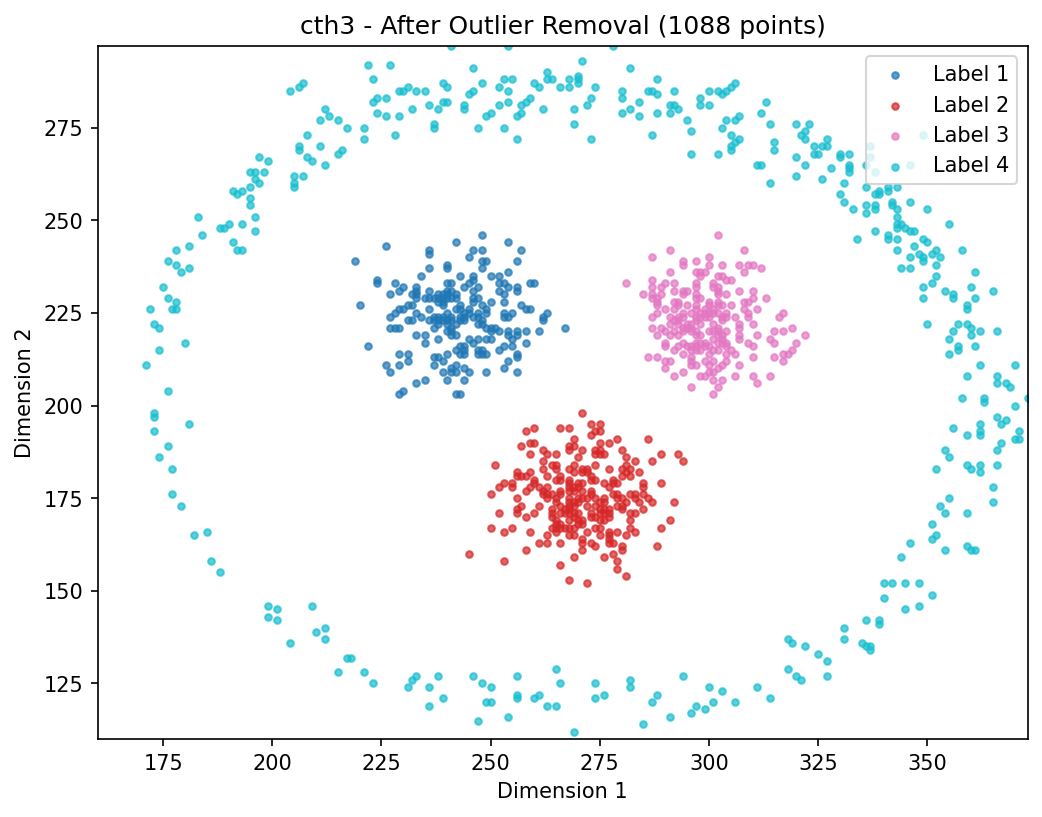 cth3 - After Outlier Removal (1088 points)
Label 1
Label 2
Label 3
Label 4
275
250
225
200
175
150
125
Dimension 2
175
200
225
250
275
300
325
350
Dimension 1